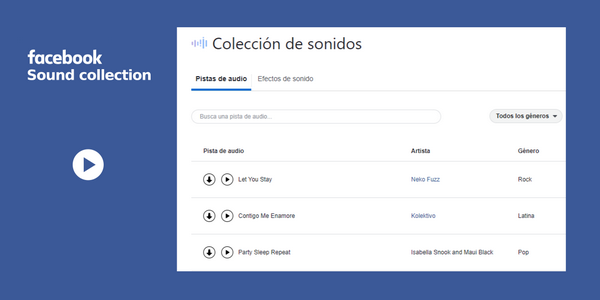 facebook
Sound collection
Colección de sonidos
Pistas de audio Efectos de sonido
Busca una pista de audio... Todos los géneros
Pista de audio Artista Género
Let You Stay Neko Fuzz Rock
Contigo Me Enamore Kolektivo Latina
Party Sleep Repeat Isabella Snook and Maui Black Pop